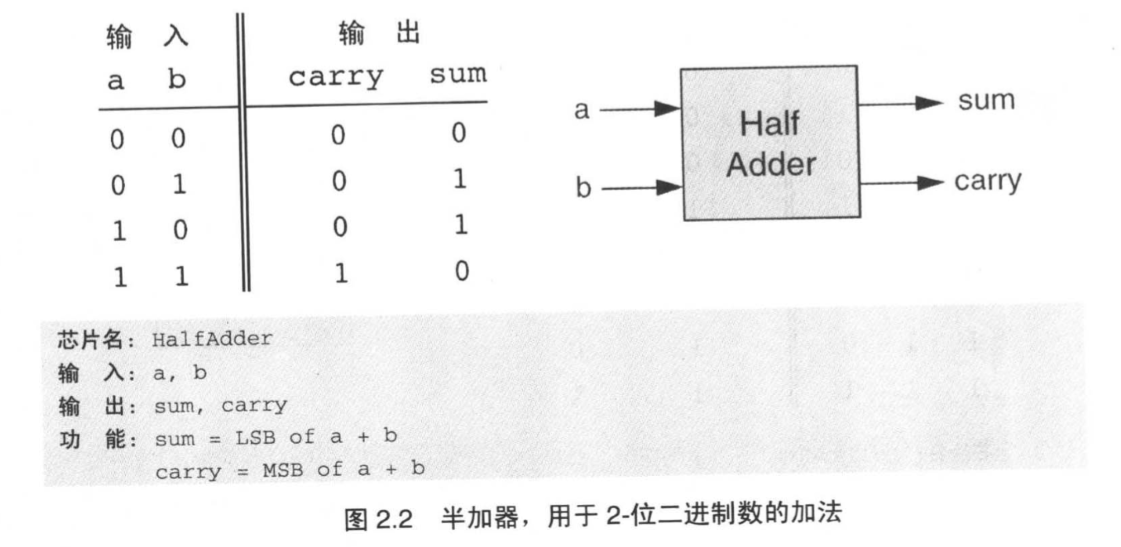 输 入 输 出
a b carry sum
0 0 0 0
0 1 0 1
1 0 0 1
1 1 1 0
a
b
Half
Adder
sum
carry
芯片名: HalfAdder
输 入: a, b
输 出: sum, carry
功 能: sum = LSB of a + b
carry = MSB of a + b
图 2.2 半加器，用于 2-位二进制数的加法